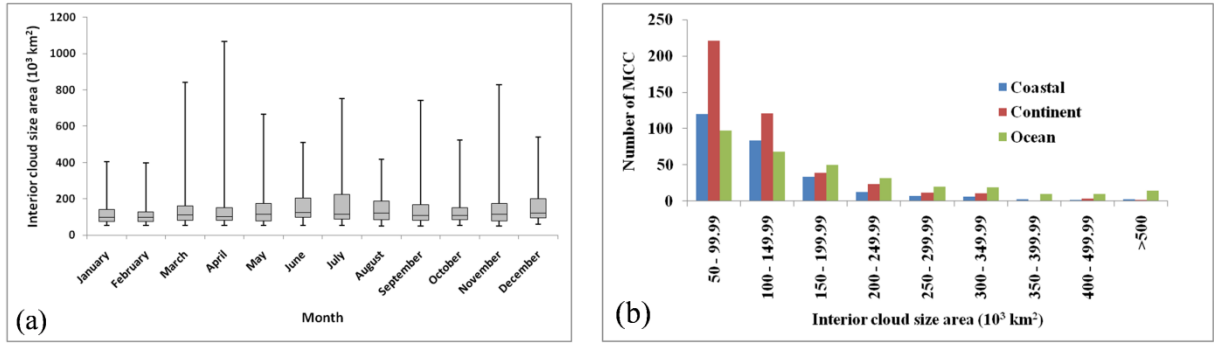 Interior cloud size area (10³ km²)
1200
1000
800
600
400
200
0
January
February
March
April
May
June
July
August
September
October
November
December
Month
(a)
Number of MCC
250
200
150
100
50
0
Coastal
Continent
Ocean
50 - 99.99
100 - 149.99
150 - 199.99
200 - 249.99
250 - 299.99
300 - 349.99
350 - 399.99
400 - 499.99
>500
Interior cloud size area (10³ km²)
(b)